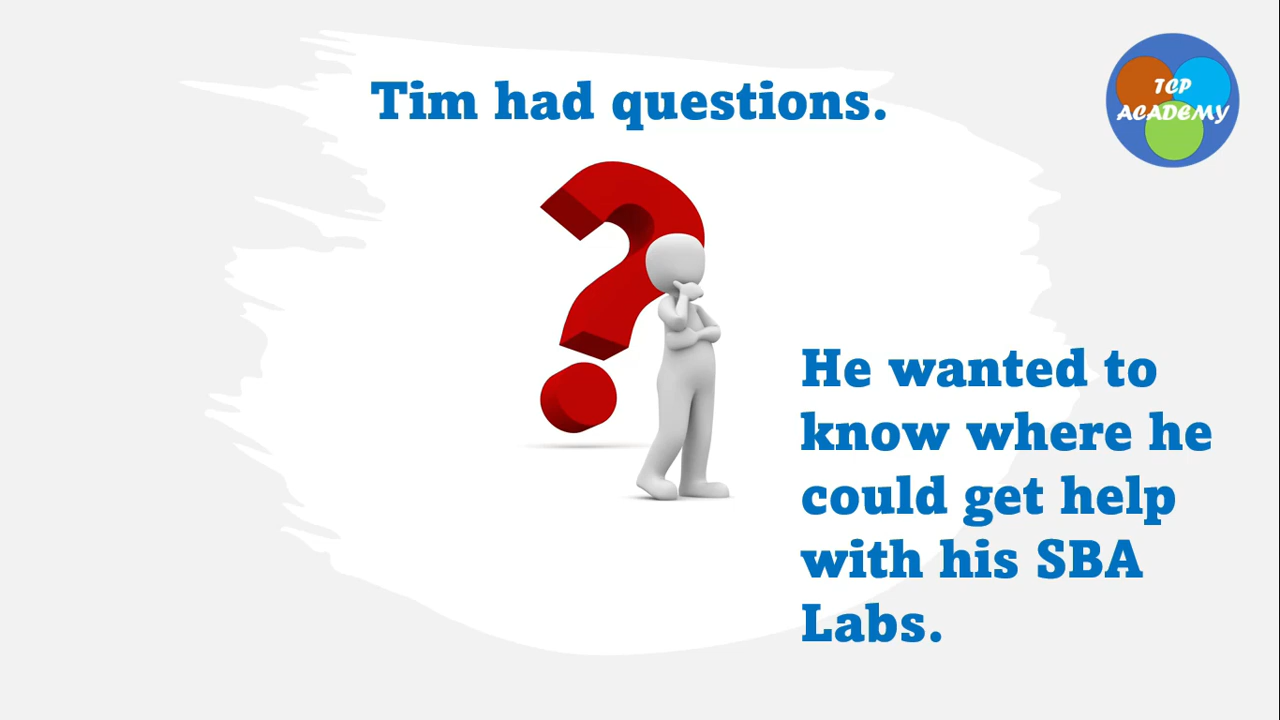 Tim had questions.
TCP
ACADEMY
He wanted to
know where he
could get help
with his SBA
Labs.